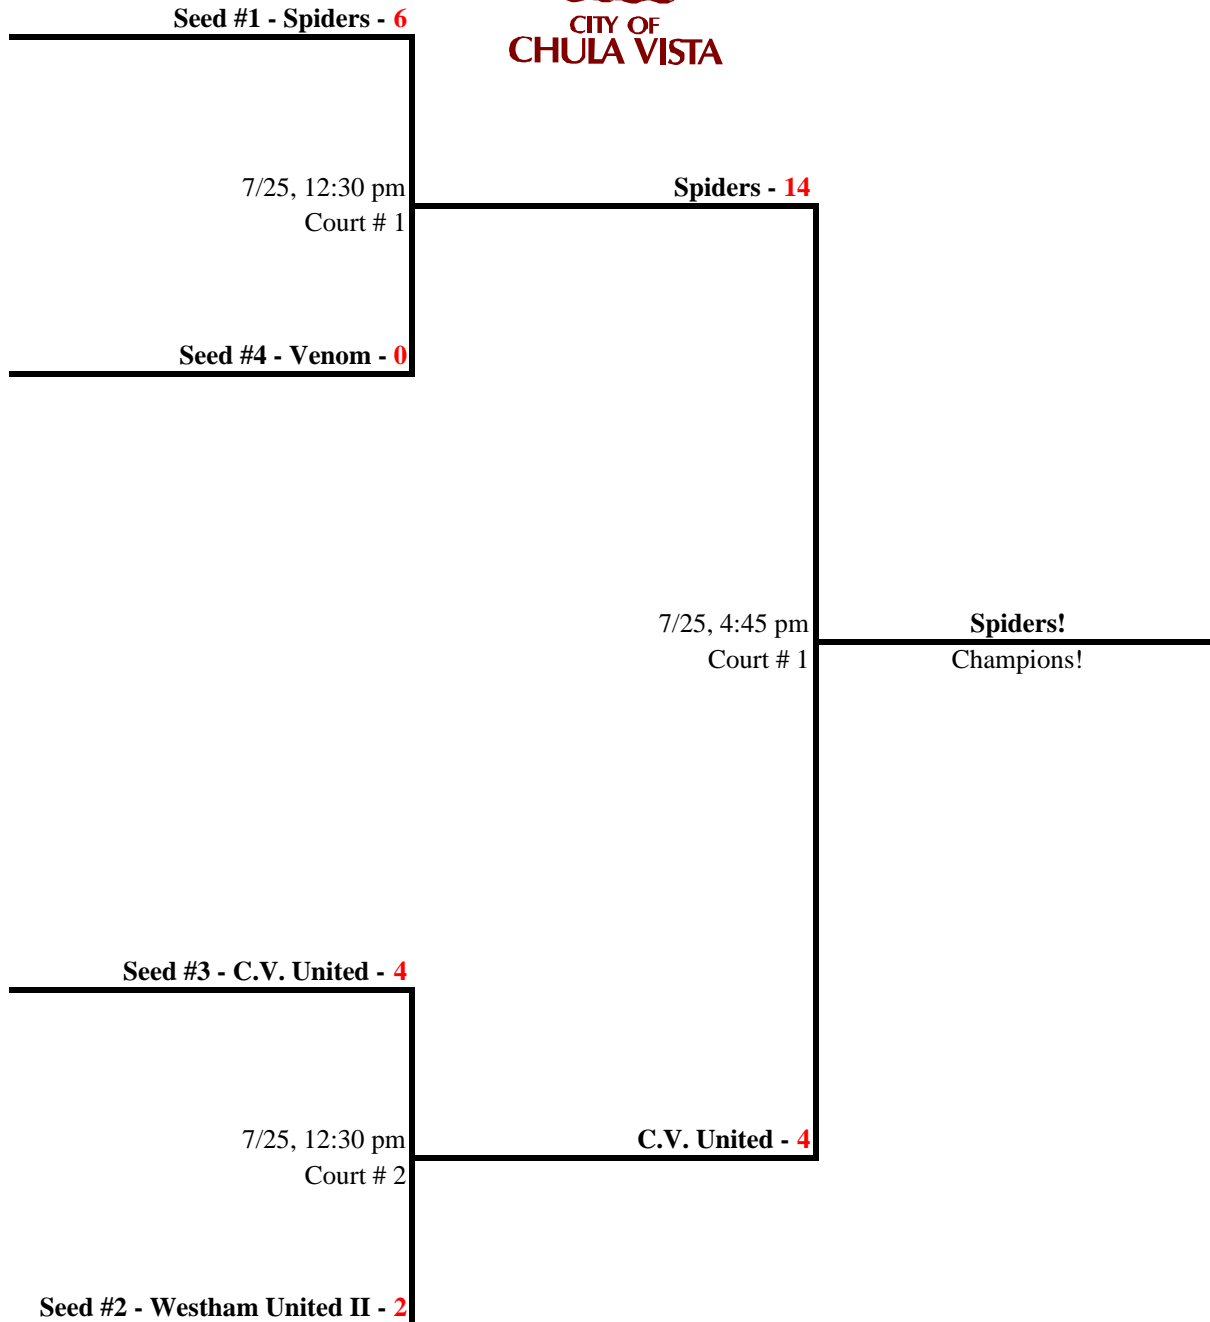 Seed #1 - Spiders - 6
CITY OF
CHULA VISTA
7/25, 12:30 pm
Court # 1
Spiders - 14
Seed #4 - Venom - 0
7/25, 4:45 pm
Court # 1
Spiders!
Champions!
Seed #3 - C.V. United - 4
7/25, 12:30 pm
Court # 2
C.V. United - 4
Seed #2 - Westham United II - 2